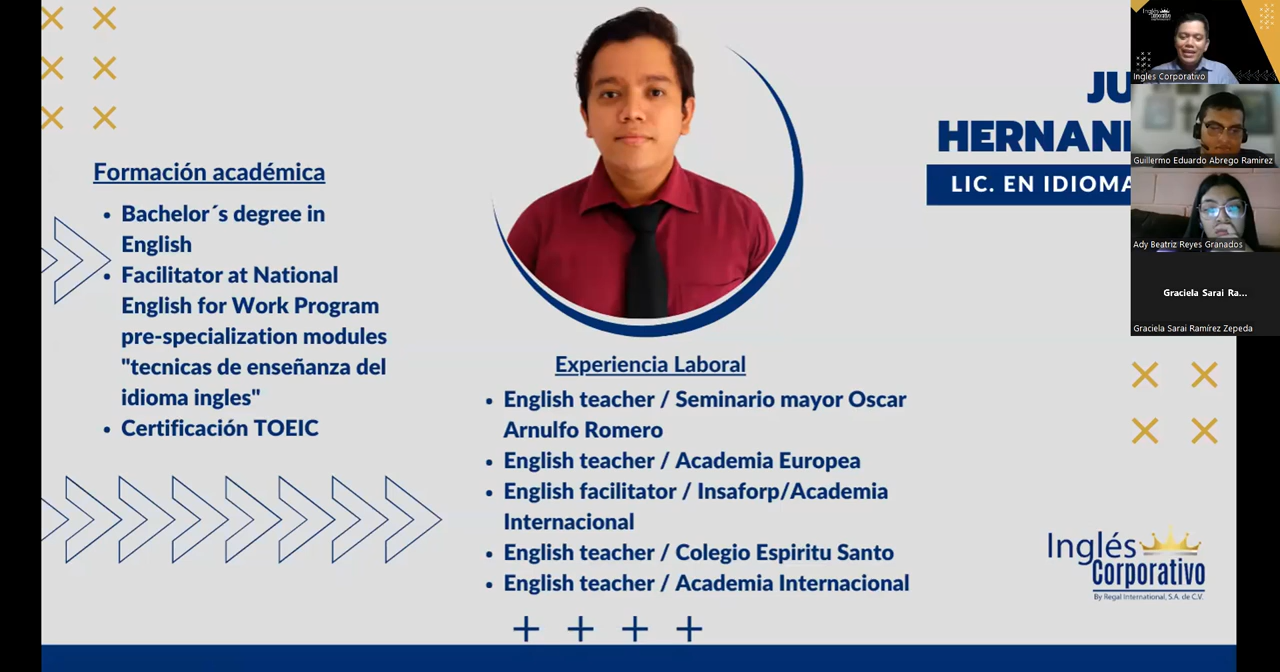 Formación académica
• Bachelor´s degree in
English
• Facilitator at National
English for Work Program
pre-specialization modules
"tecnicas de enseñanza del
idioma ingles"
• Certificación TOEIC
Experiencia Laboral
• English teacher / Seminario mayor Oscar
Arnulfo Romero
• English teacher / Academia Europea
• English facilitator / Insaforp/Academia
Internacional
• English teacher / Colegio Espiritu Santo
• English teacher / Academia Internacional
JU
HERNAN
LIC. EN IDIOMA
Inglés
Corporativo
By Regal International, S.A. de C.V.
Inglés
Corporativo
Ingles Corporativo
Guillermo Eduardo Abrego Ramirez
Ady Beatriz Reyes Granados
Graciela Sarai Ra...
Graciela Sarai Ramírez Zepeda